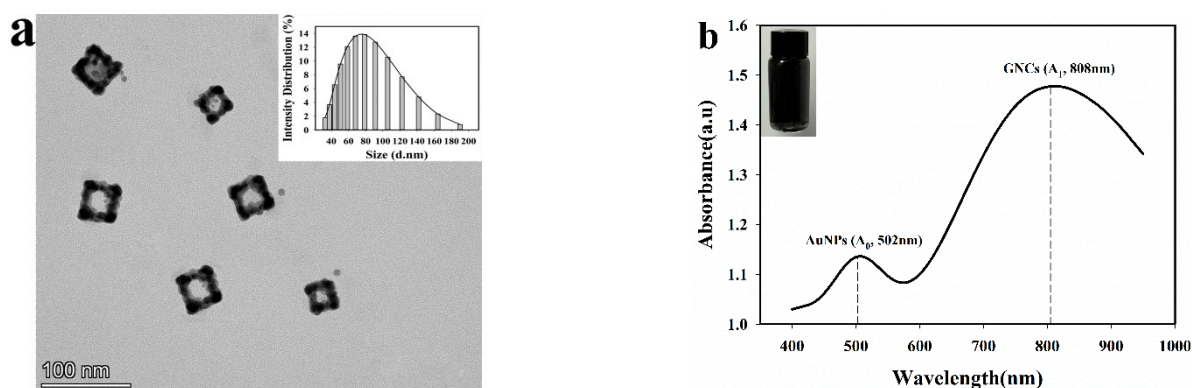 a
Intensity Distribution (%)
14
12
10
8
6
4
2
0
40 60 80 100 120 140 160 180 200
Size (d.nm)
100 nm
b
Absorbance(a.u)
1.6
1.5
1.4
1.3
1.2
1.1
1.0
GNCs (A₁, 808nm)
AuNPs (A₀, 502nm)
400 500 600 700 800 900 1000
Wavelength(nm)